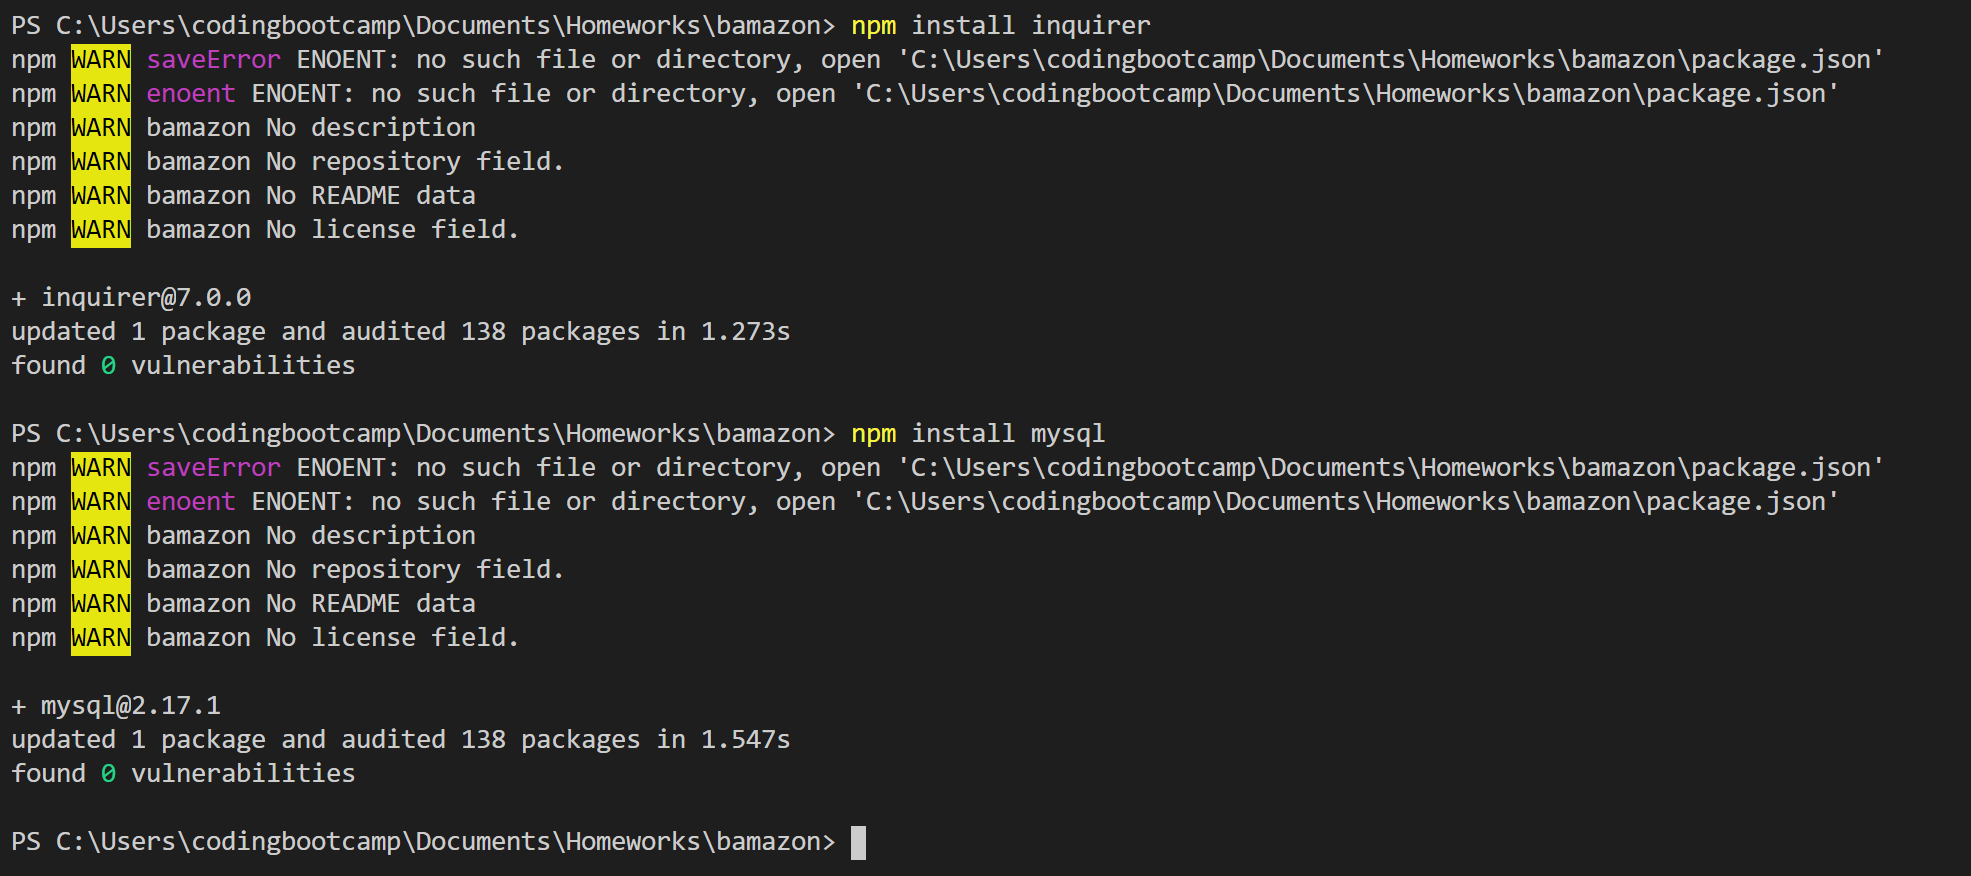 PS C:\Users\codingbootcamp\Documents\Homeworks\bamazon> npm install inquirer
npm WARN saveError ENOENT: no such file or directory, open 'C:\Users\codingbootcamp\Documents\Homeworks\bamazon\package.json'
npm WARN enoent ENOENT: no such file or directory, open 'C:\Users\codingbootcamp\Documents\Homeworks\bamazon\package.json'
npm WARN bamazon No description
npm WARN bamazon No repository field.
npm WARN bamazon No README data
npm WARN bamazon No license field.

+ inquirer@7.0.0
updated 1 package and audited 138 packages in 1.273s
found 0 vulnerabilities

PS C:\Users\codingbootcamp\Documents\Homeworks\bamazon> npm install mysql
npm WARN saveError ENOENT: no such file or directory, open 'C:\Users\codingbootcamp\Documents\Homeworks\bamazon\package.json'
npm WARN enoent ENOENT: no such file or directory, open 'C:\Users\codingbootcamp\Documents\Homeworks\bamazon\package.json'
npm WARN bamazon No description
npm WARN bamazon No repository field.
npm WARN bamazon No README data
npm WARN bamazon No license field.

+ mysql@2.17.1
updated 1 package and audited 138 packages in 1.547s
found 0 vulnerabilities

PS C:\Users\codingbootcamp\Documents\Homeworks\bamazon>